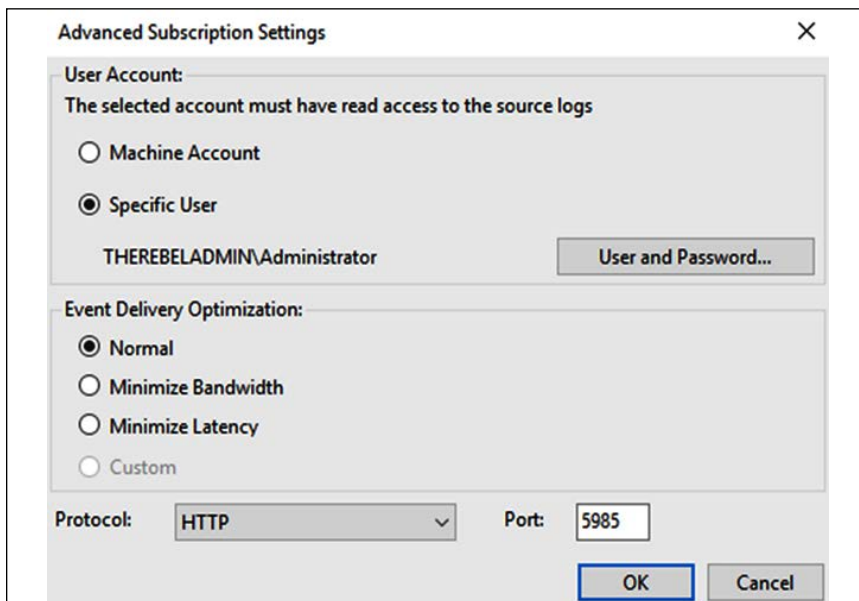 Advanced Subscription Settings
User Account:
The selected account must have read access to the source logs
Machine Account
Specific User
THEREBELADMIN\Administrator
User and Password...
Event Delivery Optimization:
Normal
Minimize Bandwidth
Minimize Latency
Custom
Protocol:
HTTP
Port:
5985
OK
Cancel